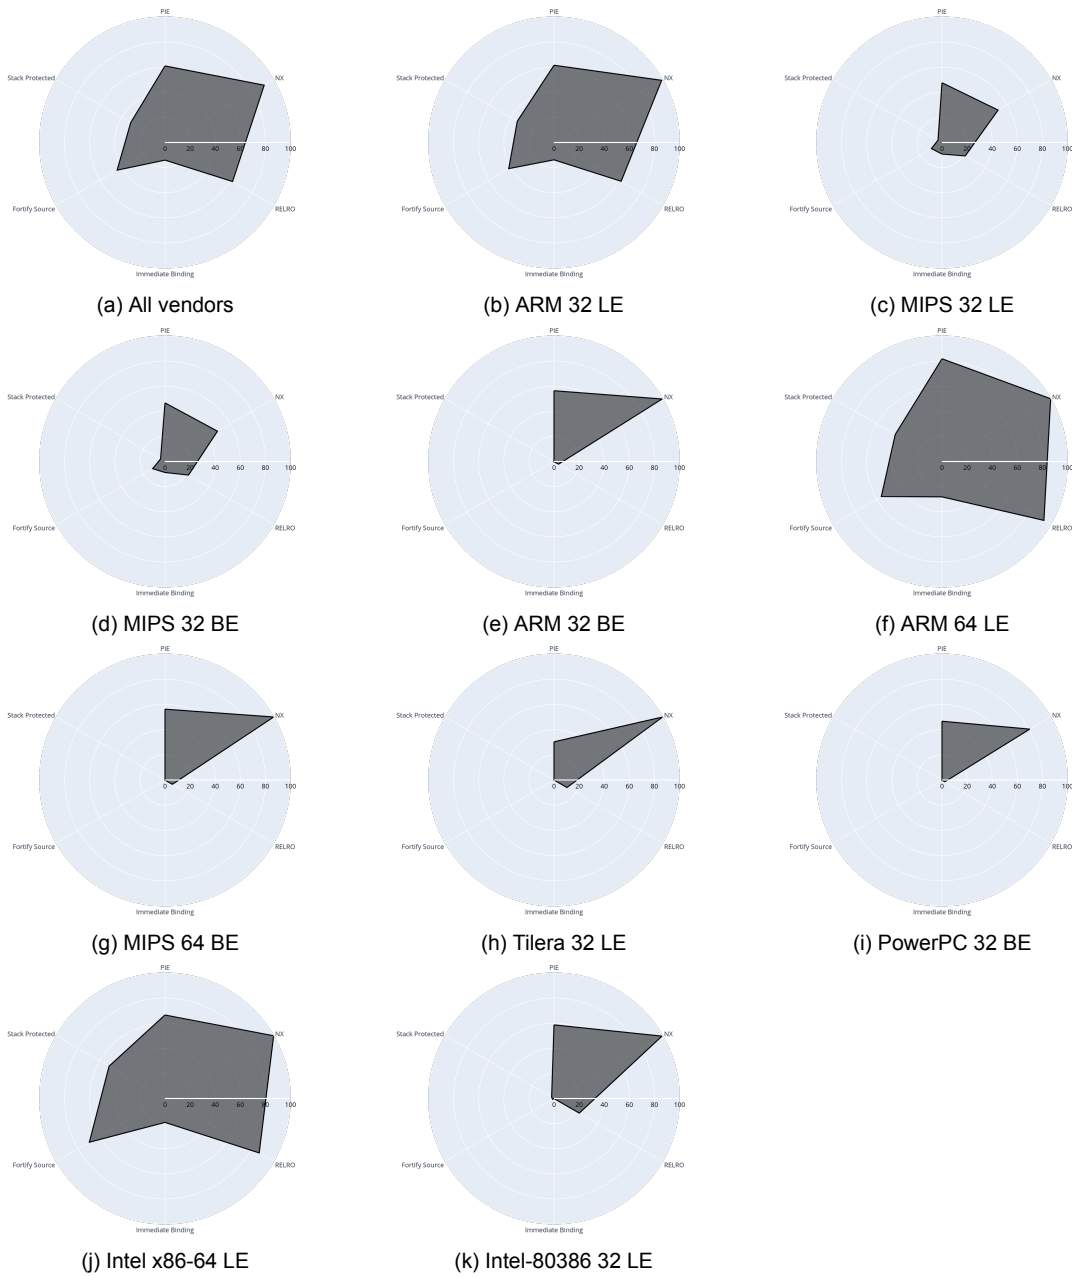 PIE PIE PIE
Stack Protected NX Stack Protected NX Stack Protected NX
0 20 40 60 80 100 0 20 40 60 80 100 0 20 40 60 80 100
Fortify Source RELRO Fortify Source RELRO Fortify Source RELRO
Immediate Binding Immediate Binding Immediate Binding
(a) All vendors (b) ARM 32 LE (c) MIPS 32 LE
PIE PIE PIE
Stack Protected NX Stack Protected NX Stack Protected NX
0 20 40 60 80 100 0 20 40 60 80 100 0 20 40 60 80 100
Fortify Source RELRO Fortify Source RELRO Fortify Source RELRO
Immediate Binding Immediate Binding Immediate Binding
(d) MIPS 32 BE (e) ARM 32 BE (f) ARM 64 LE
PIE PIE PIE
Stack Protected NX Stack Protected NX Stack Protected NX
0 20 40 60 80 100 0 20 40 60 80 100 0 20 40 60 80 100
Fortify Source RELRO Fortify Source RELRO Fortify Source RELRO
Immediate Binding Immediate Binding Immediate Binding
(g) MIPS 64 BE (h) Tilera 32 LE (i) PowerPC 32 BE
PIE PIE
Stack Protected NX Stack Protected NX
0 20 40 60 80 100 0 20 40 60 80 100
Fortify Source RELRO Fortify Source RELRO
Immediate Binding Immediate Binding
(j) Intel x86-64 LE (k) Intel-80386 32 LE